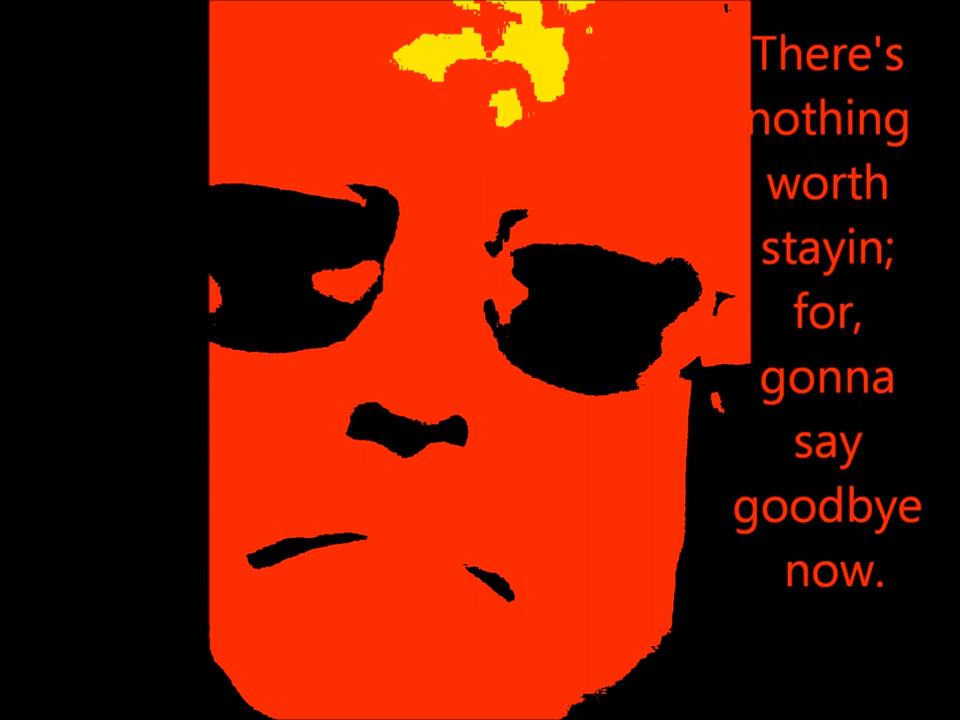 There's
nothing
worth
stayin;
for,
gonna
say
goodbye
now.